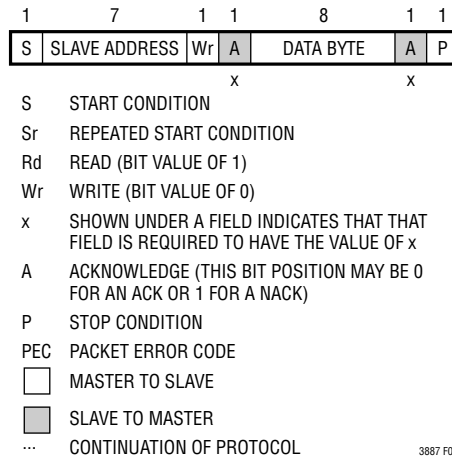 1 7 1 1 8 1 1
S SLAVE ADDRESS Wr A DATA BYTE A P
x x
S START CONDITION
Sr REPEATED START CONDITION
Rd READ (BIT VALUE OF 1)
Wr WRITE (BIT VALUE OF 0)
x SHOWN UNDER A FIELD INDICATES THAT THAT
FIELD IS REQUIRED TO HAVE THE VALUE OF x
A ACKNOWLEDGE (THIS BIT POSITION MAY BE 0
FOR AN ACK OR 1 FOR A NACK)
P STOP CONDITION
PEC PACKET ERROR CODE
MASTER TO SLAVE
SLAVE TO MASTER
... CONTINUATION OF PROTOCOL 3887 F0